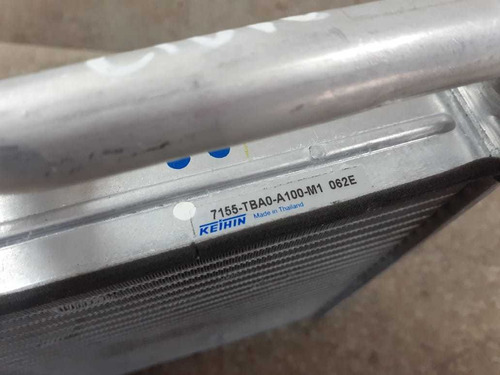 7155-TBA0-A100-M1 062E
KEIHIN Made in Thailand